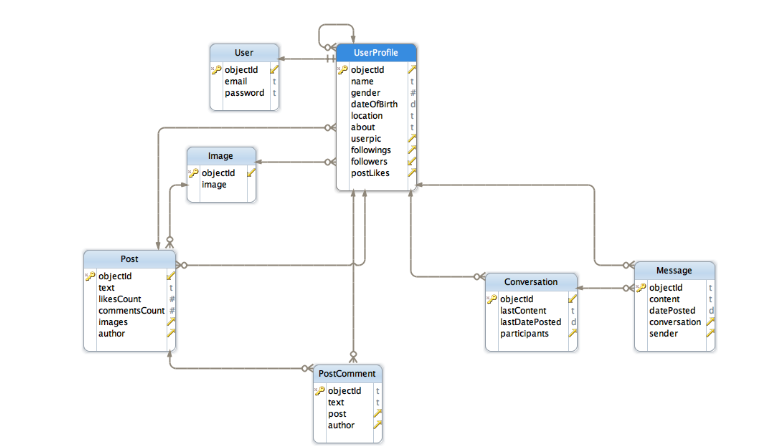 User
objectId
email t
password t
UserProfile
objectId
name t
gender #
dateOfBirth d
location t
about t
userpic
followings
followers
postLikes
Image
objectId
image
Post
objectId
text t
likesCount #
commentsCount #
images
author
Conversation
objectId
lastContent t
lastDatePosted d
participants
Message
objectId t
content t
datePosted d
conversation
sender
PostComment
objectId t
text t
post
author